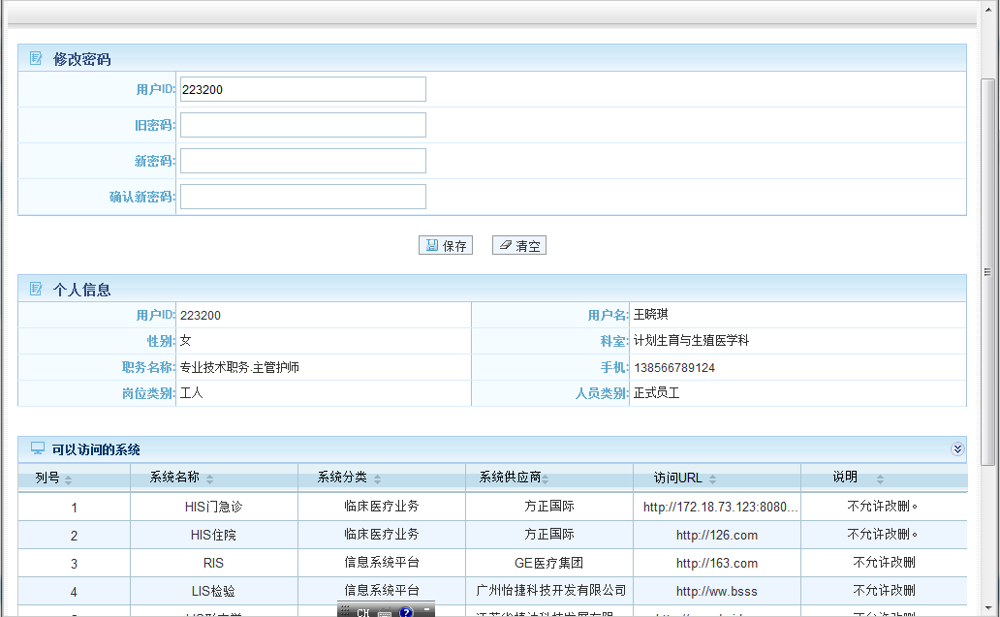 修改密码
用户ID: 223200
旧密码:
新密码:
确认新密码:
保存 清空
个人信息
用户ID: 223200 用户名: 王晓琪
性别: 女 科室: 计划生育与生殖医学科
职务名称: 专业技术职务.主管护师 手机: 138566789124
岗位类别: 工人 人员类别: 正式员工
可以访问的系统
列号 系统名称 系统分类 系统供应商 访问URL 说明
1 HIS门急诊 临床医疗业务 方正国际 http://172.18.73.123:8080... 不允许改删。
2 HIS住院 临床医疗业务 方正国际 http://126.com 不允许改删。
3 RIS 信息系统平台 GE医疗集团 http://163.com 不允许改删
4 LIS检验 信息系统平台 广州怡捷科技开发有限公司 http://ww.bsss 不允许改删
CH